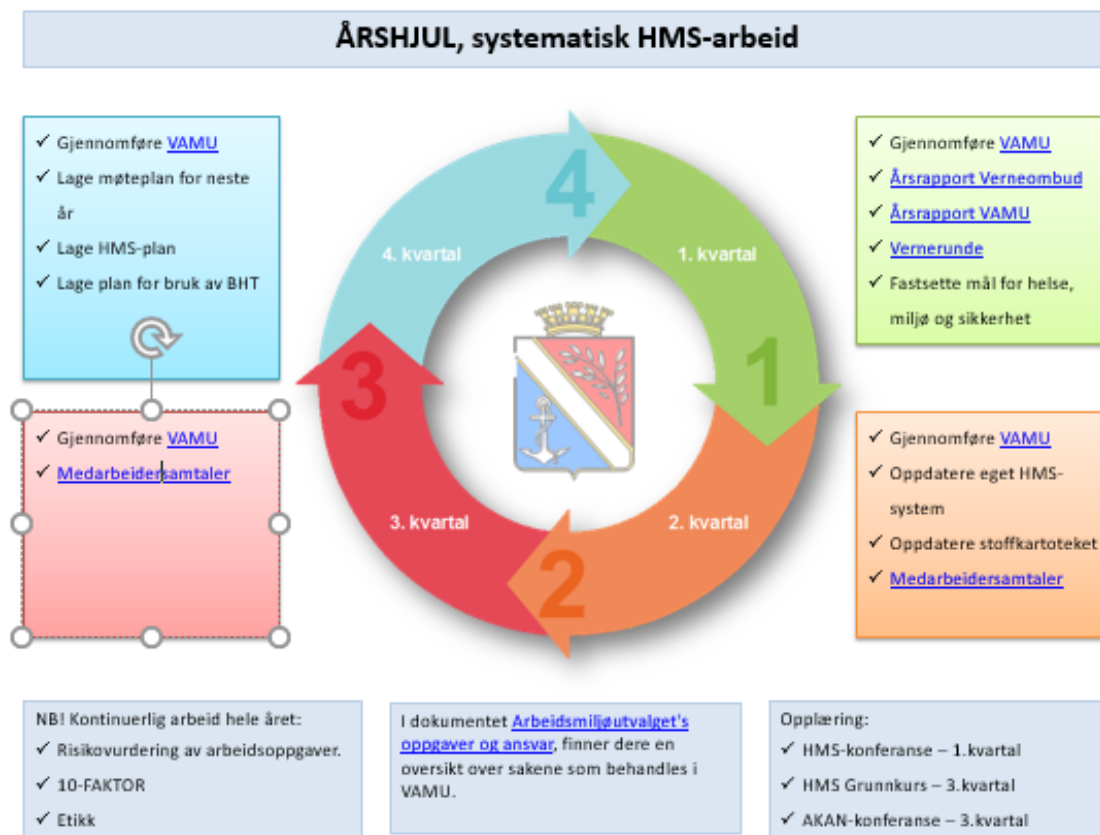 ÅRSHJUL, systematisk HMS-arbeid
✓ Gjennomføre VAMU
✓ Lage møteplan for neste
år
✓ Lage HMS-plan
✓ Lage plan for bruk av BHT
4
4. kvartal
1. kvartal
1
✓ Gjennomføre VAMU
✓ Årsrapport Verneombud
✓ Årsrapport VAMU
✓ Vernerunde
✓ Fastsette mål for helse,
miljø og sikkerhet
✓ Gjennomføre VAMU
✓ Medarbeidersamtaler
3
3. kvartal
2. kvartal
2
✓ Gjennomføre VAMU
✓ Oppdatere eget HMS-
system
✓ Oppdatere stoffkartoteket
✓ Medarbeidersamtaler
NB! Kontinuerlig arbeid hele året:
✓ Risikovurdering av arbeidsoppgaver.
✓ 10-FAKTOR
✓ Etikk
I dokumentet Arbeidsmiljøutvalget's
oppgaver og ansvar, finner dere en
oversikt over sakene som behandles i
VAMU.
Opplæring:
✓ HMS-konferanse – 1.kvartal
✓ HMS Grunnkurs – 3.kvartal
✓ AKAN-konferanse – 3.kvartal